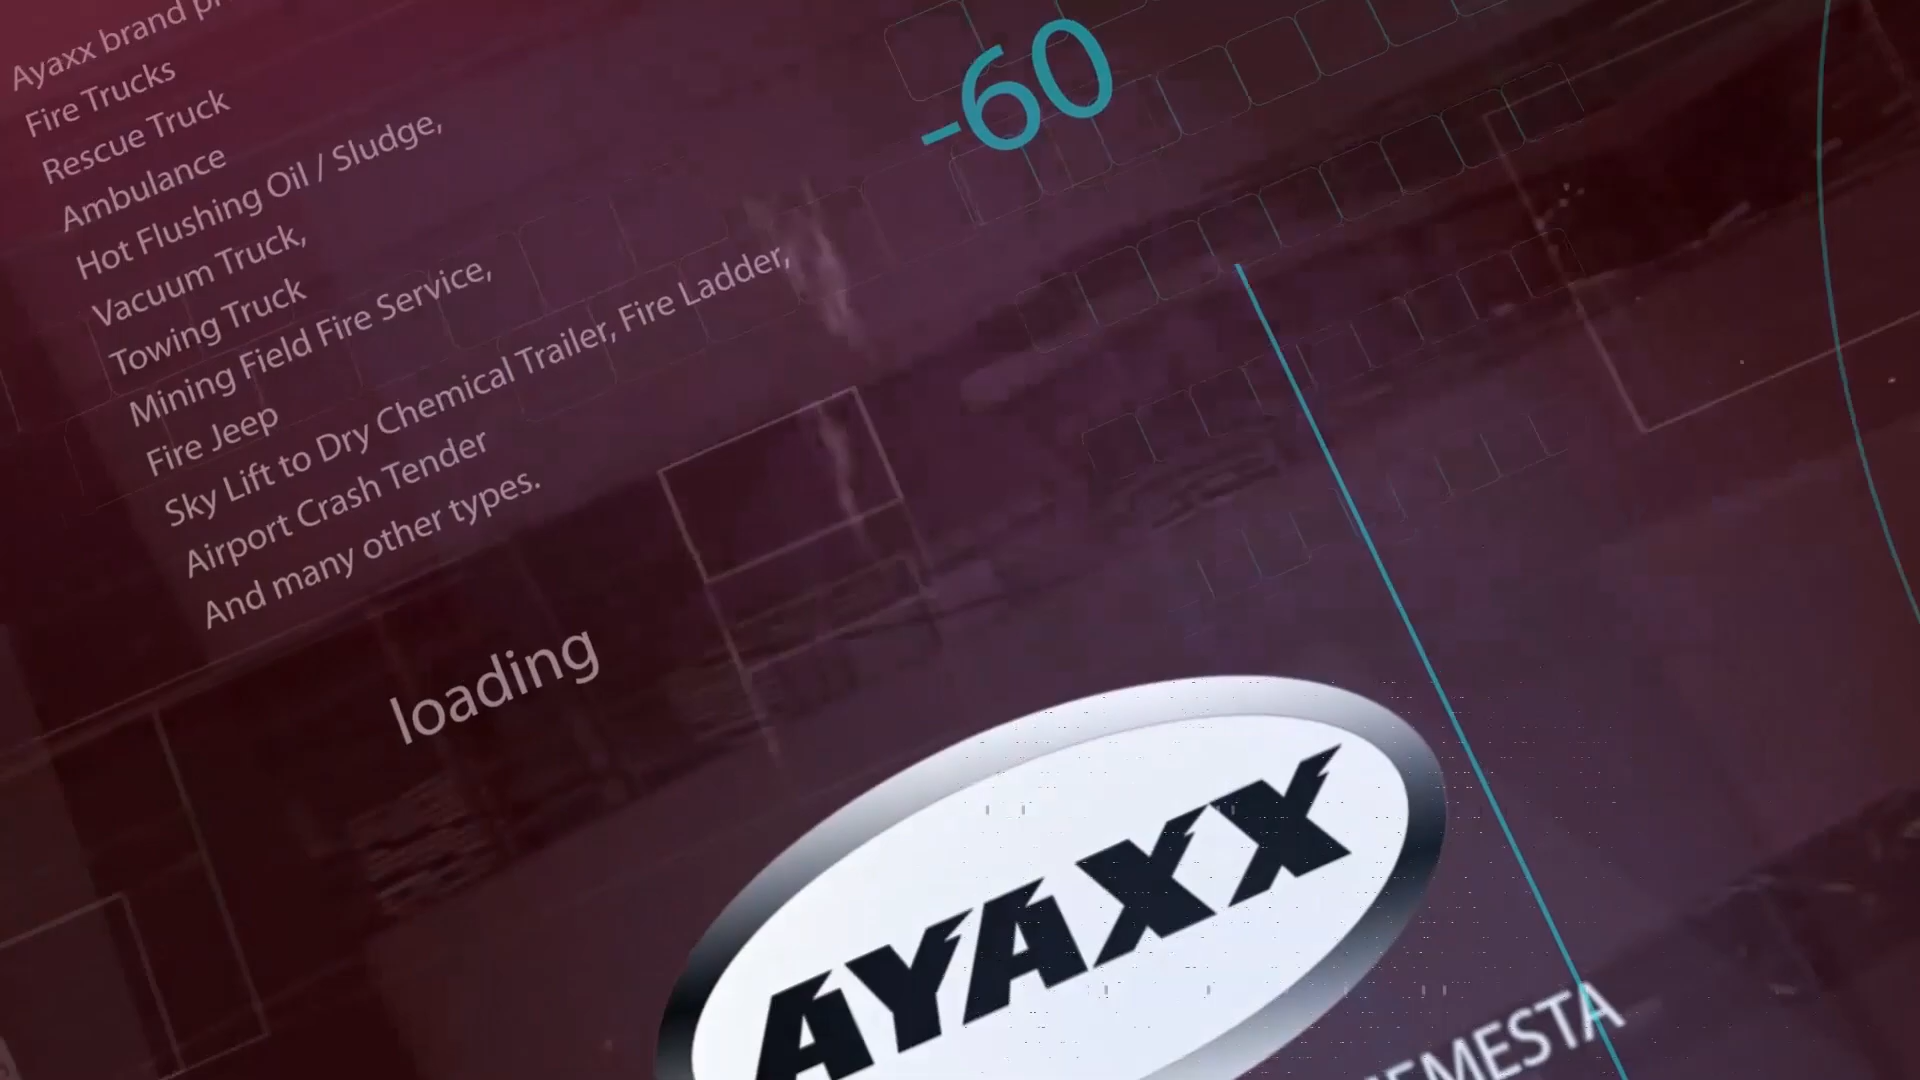 Ayaxx brand
Fire Trucks
Rescue Truck
Ambulance
Hot Flushing Oil / Sludge,
Vacuum Truck,
Towing Truck
Mining Field Fire Service,
Fire Jeep
Sky Lift to Dry Chemical Trailer, Fire Ladder,
Airport Crash Tender
And many other types.
-60
loading
AYAXX